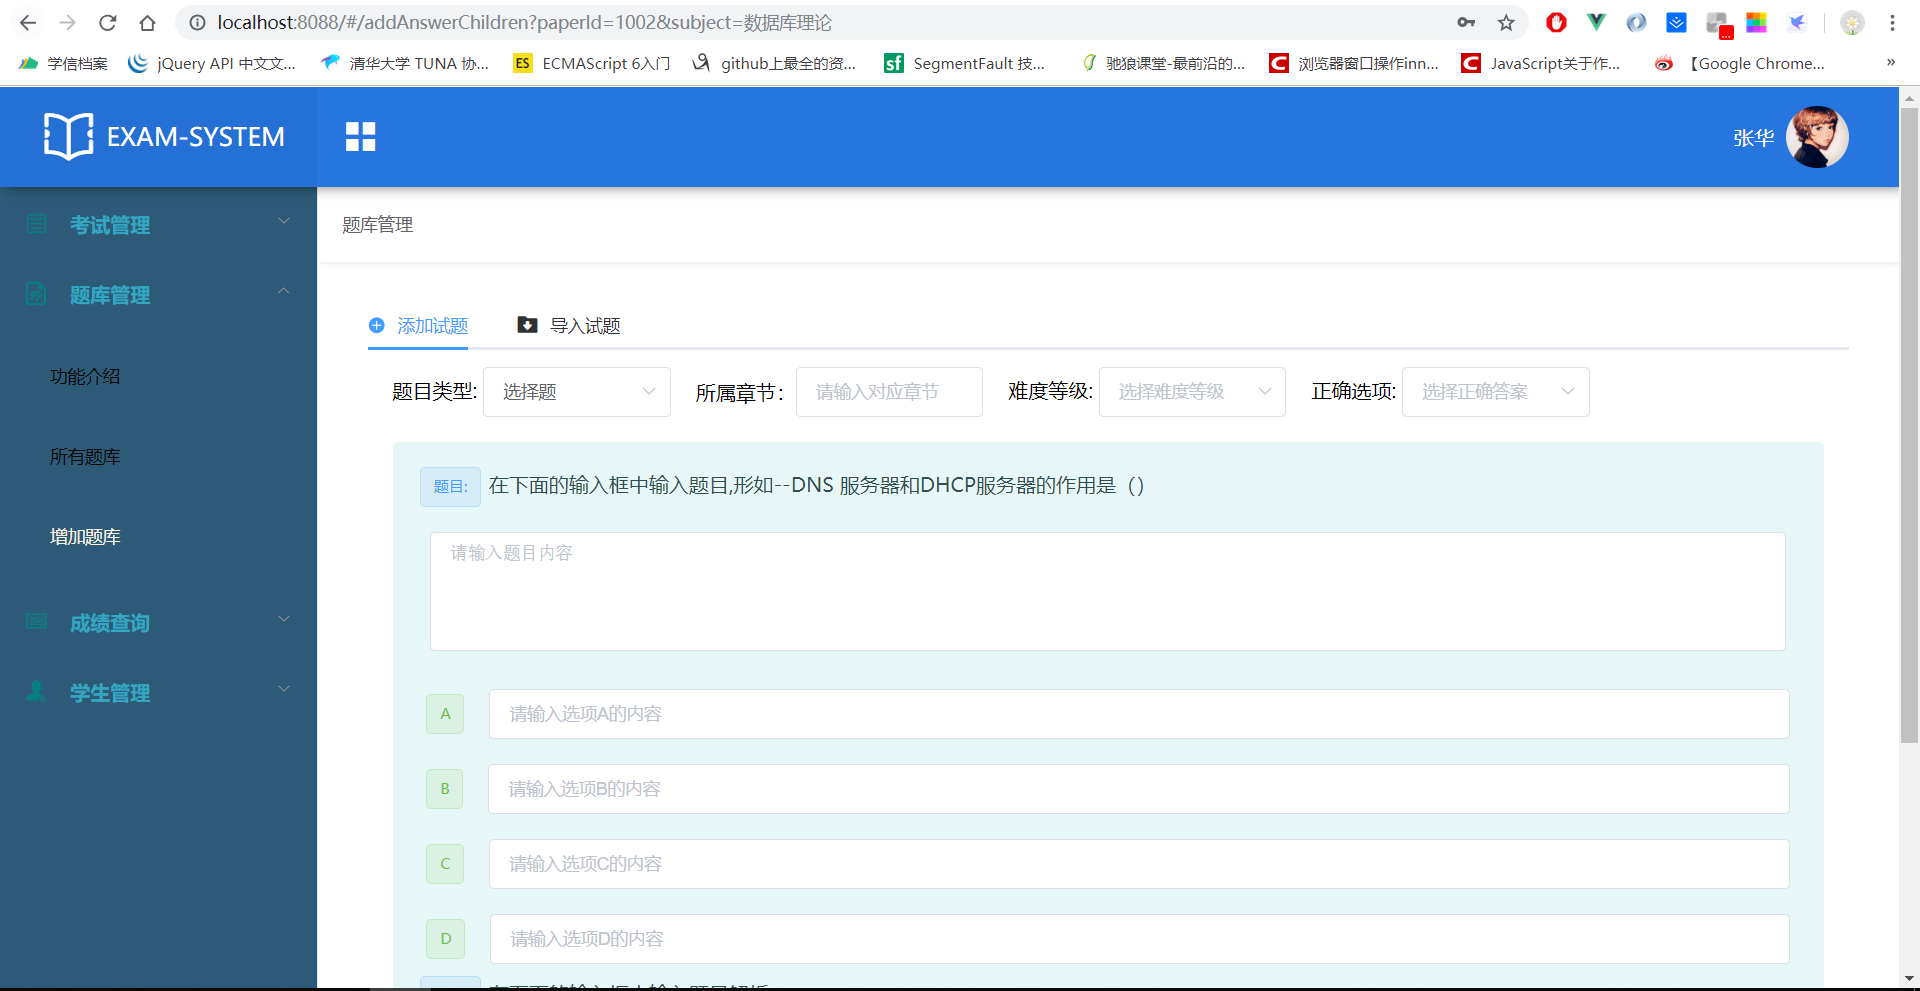 localhost:8088/#/addAnswerChildren?paperId=1002&subject=数据库理论
学信档案 jQuery API 中文文... 清华大学 TUNA 协... ES ECMAScript 6入门 github上最全的资... sf SegmentFault 技... 驰狼课堂-最前沿的... C 浏览器窗口操作inn... C JavaScript关于作... 【Google Chrome... »
EXAM-SYSTEM
张华
考试管理
题库管理
功能介绍
所有题库
增加题库
成绩查询
学生管理
题库管理
添加试题 导入试题
题目类型: 选择题 所属章节： 请输入对应章节 难度等级: 选择难度等级 正确选项: 选择正确答案
题目: 在下面的输入框中输入题目,形如--DNS 服务器和DHCP服务器的作用是（）
请输入题目内容
A 请输入选项A的内容
B 请输入选项B的内容
C 请输入选项C的内容
D 请输入选项D的内容